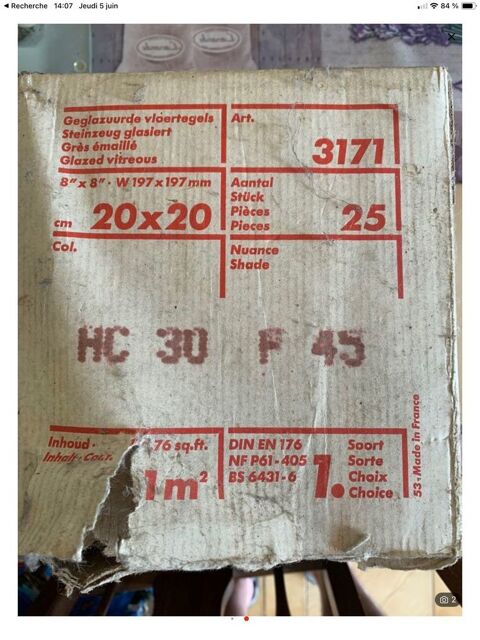 Recherche 14:07 Jeudi 5 juin 84 %
Geglazuurde vloertegels
Steinzeug glasiert
Grès émaillé
Glazed vitreous
Art.
3171
8" x 8" · W 197 x 197 mm
cm 20x20
Aantal
Stück
Pièces
Pieces
25
Col.
Nuance
Shade
HC 30 F 45
Inhoud ·
Inhalt · Cont.
76 sq.ft.
1m²
DIN EN 176
NF P61-405
BS 6431-6
1.
Soort
Sorte
Choix
Choice
53 - Made in France
2